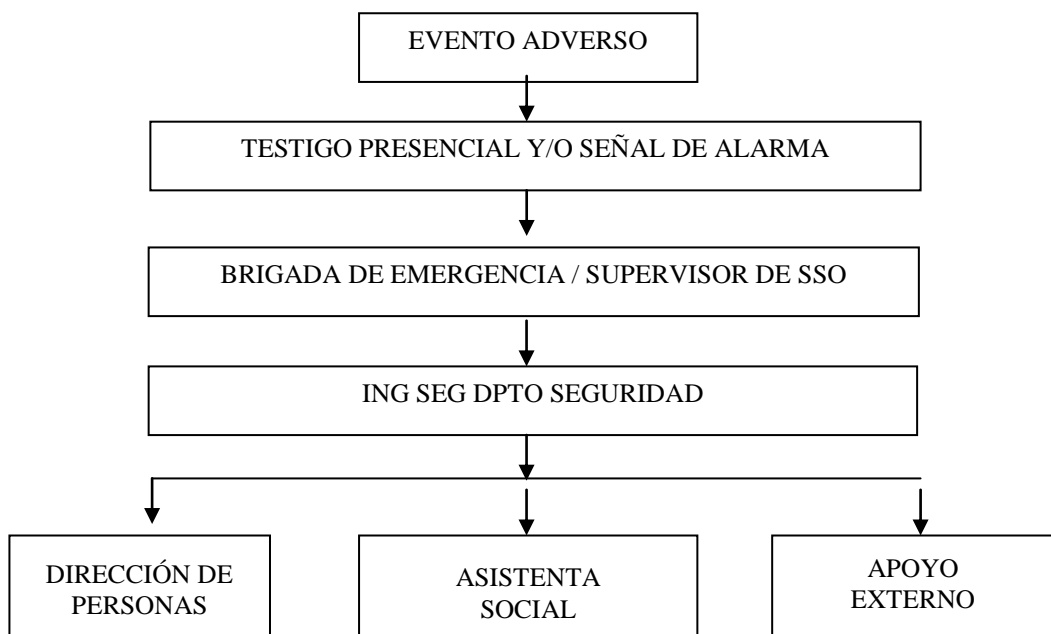 EVENTO ADVERSO
TESTIGO PRESENCIAL Y/O SEÑAL DE ALARMA
BRIGADA DE EMERGENCIA / SUPERVISOR DE SSO
ING SEG DPTO SEGURIDAD
DIRECCIÓN DE
PERSONAS
ASISTENTA
SOCIAL
APOYO
EXTERNO